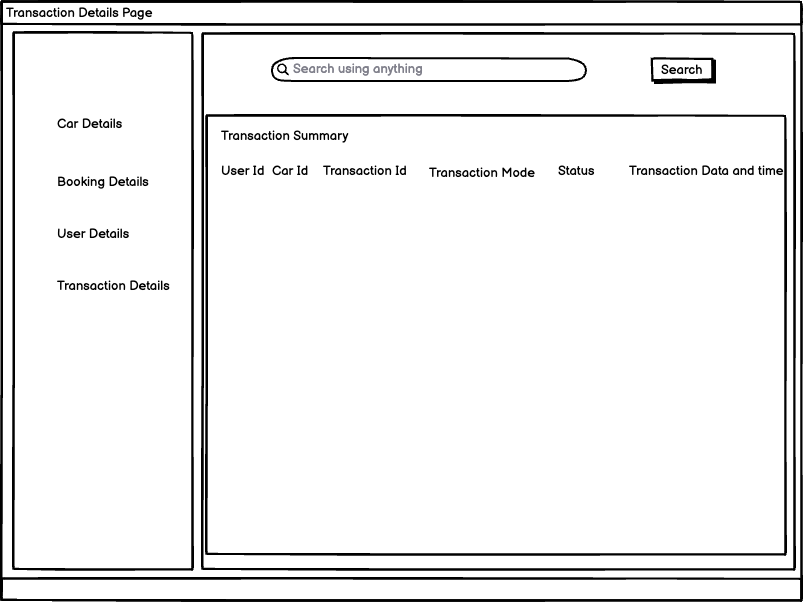 Transaction Details Page
Search using anything
Search
Car Details
Booking Details
User Details
Transaction Details
Transaction Summary
User Id Car Id Transaction Id Transaction Mode Status Transaction Data and time